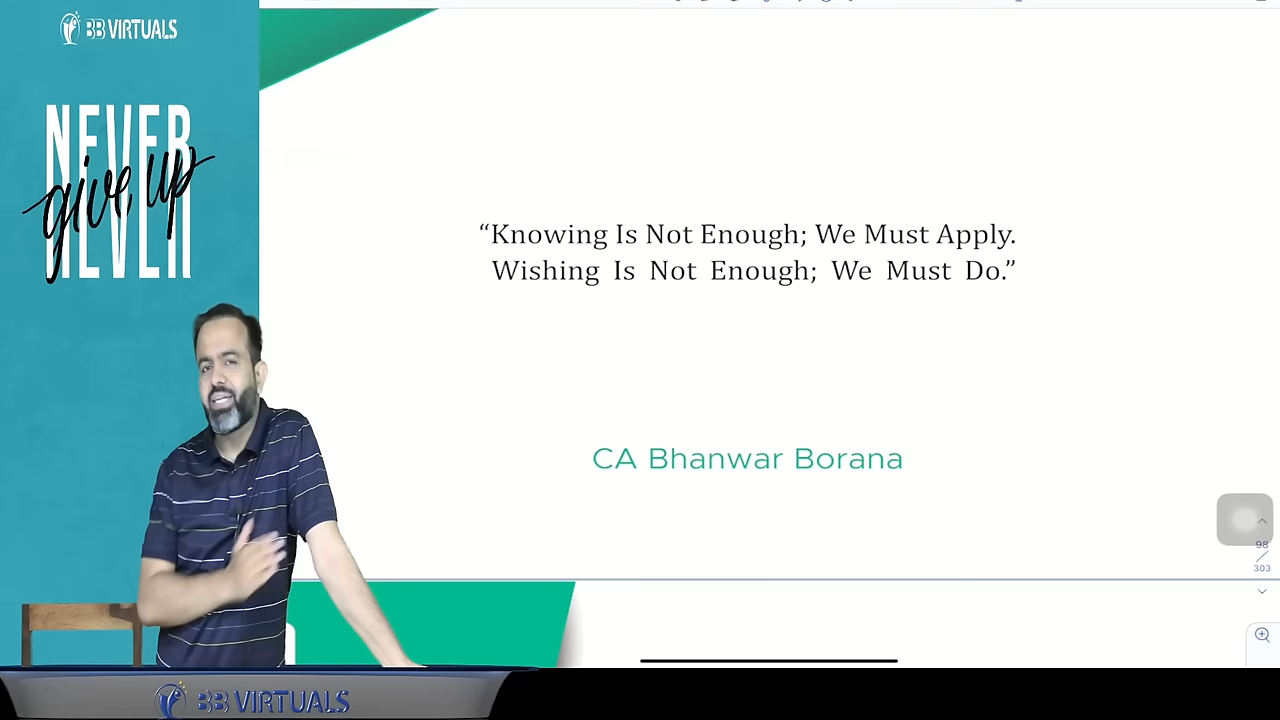 BB VIRTUALS
NEVER
give up
NEVER
“Knowing Is Not Enough; We Must Apply.
Wishing Is Not Enough; We Must Do.”
CA Bhanwar Borana
98
303
BB VIRTUALS